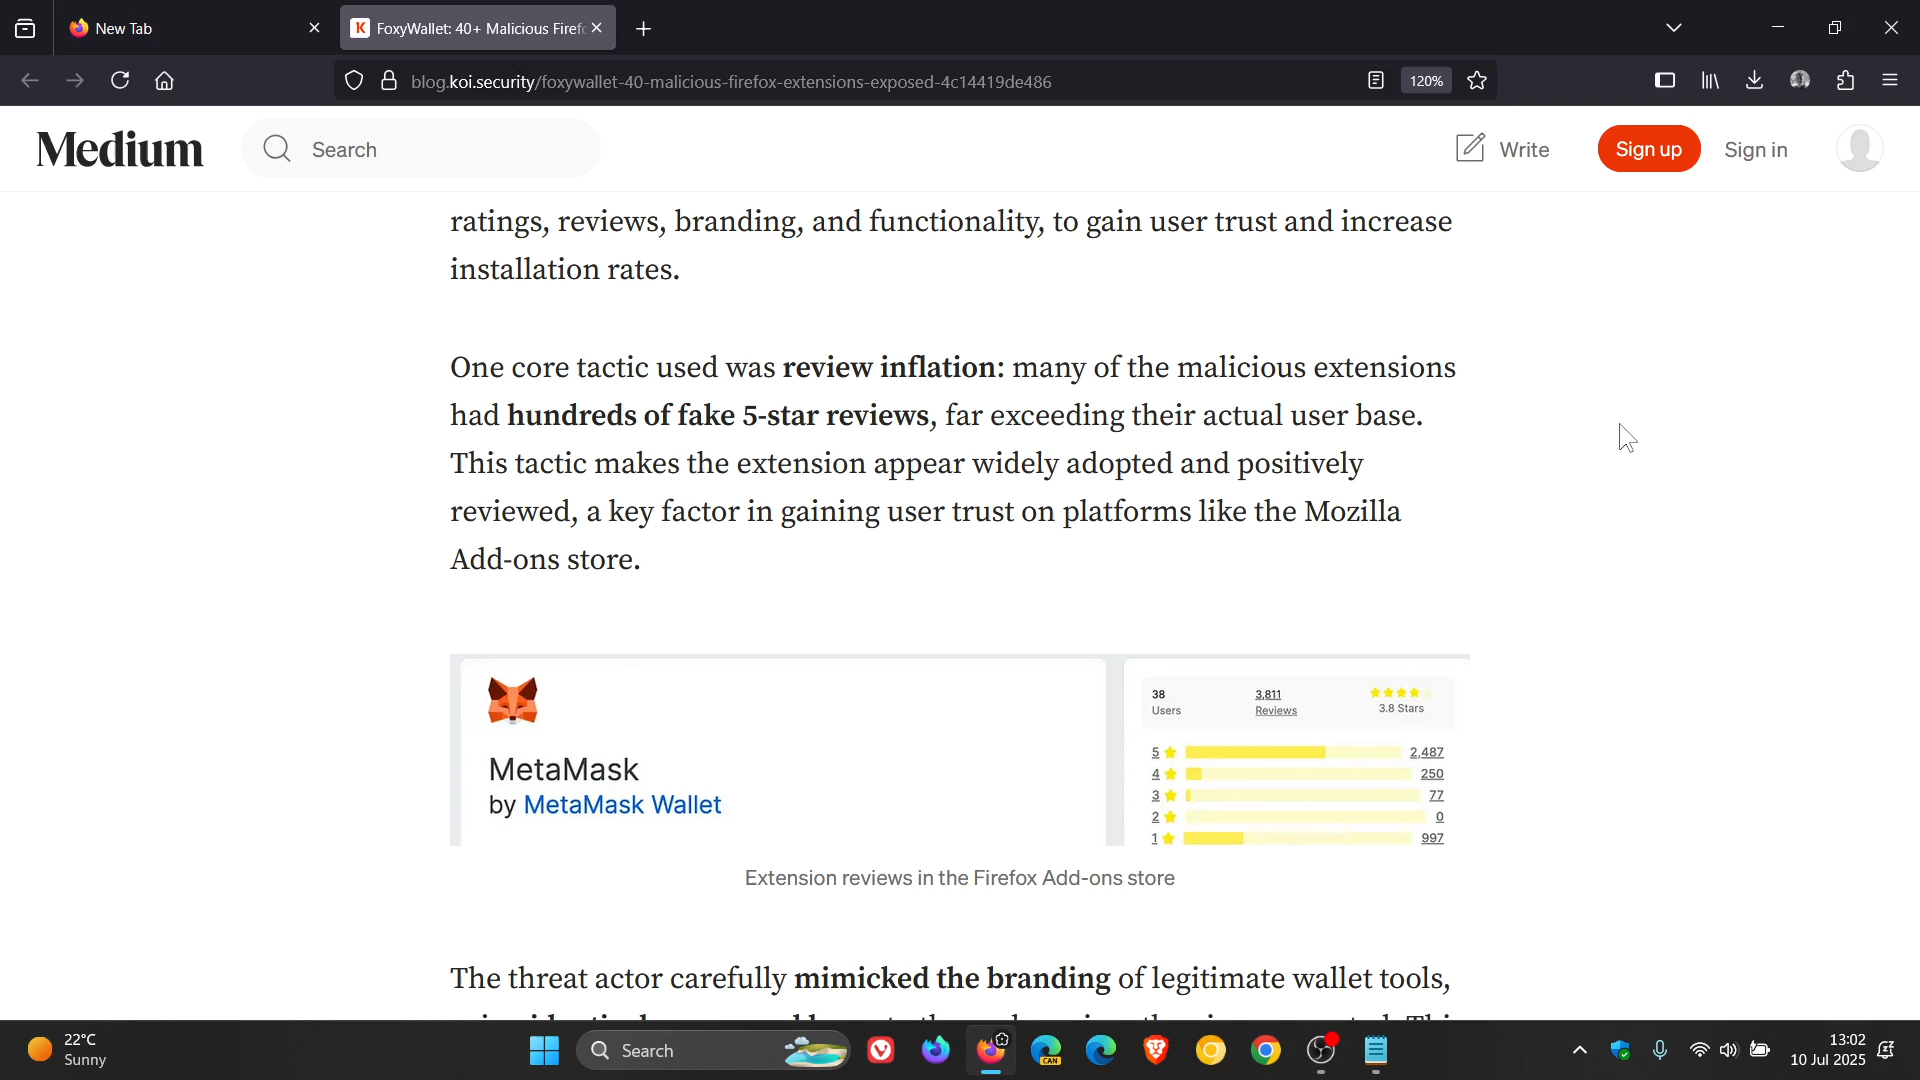 New Tab
FoxyWallet: 40+ Malicious Firef
blog.koi.security/foxywallet-40-malicious-firefox-extensions-exposed-4c14419de486
120%
Medium
Search
Write
Sign up
Sign in
ratings, reviews, branding, and functionality, to gain user trust and increase
installation rates.
One core tactic used was review inflation: many of the malicious extensions
had hundreds of fake 5-star reviews, far exceeding their actual user base.
This tactic makes the extension appear widely adopted and positively
reviewed, a key factor in gaining user trust on platforms like the Mozilla
Add-ons store.
MetaMask
by MetaMask Wallet
38
Users
3,811
Reviews
3.8 Stars
5 2,487
4 250
3 77
2 0
1 997
Extension reviews in the Firefox Add-ons store
The threat actor carefully mimicked the branding of legitimate wallet tools,
22°C
Sunny
Search
CAN
13:02
10 Jul 2025